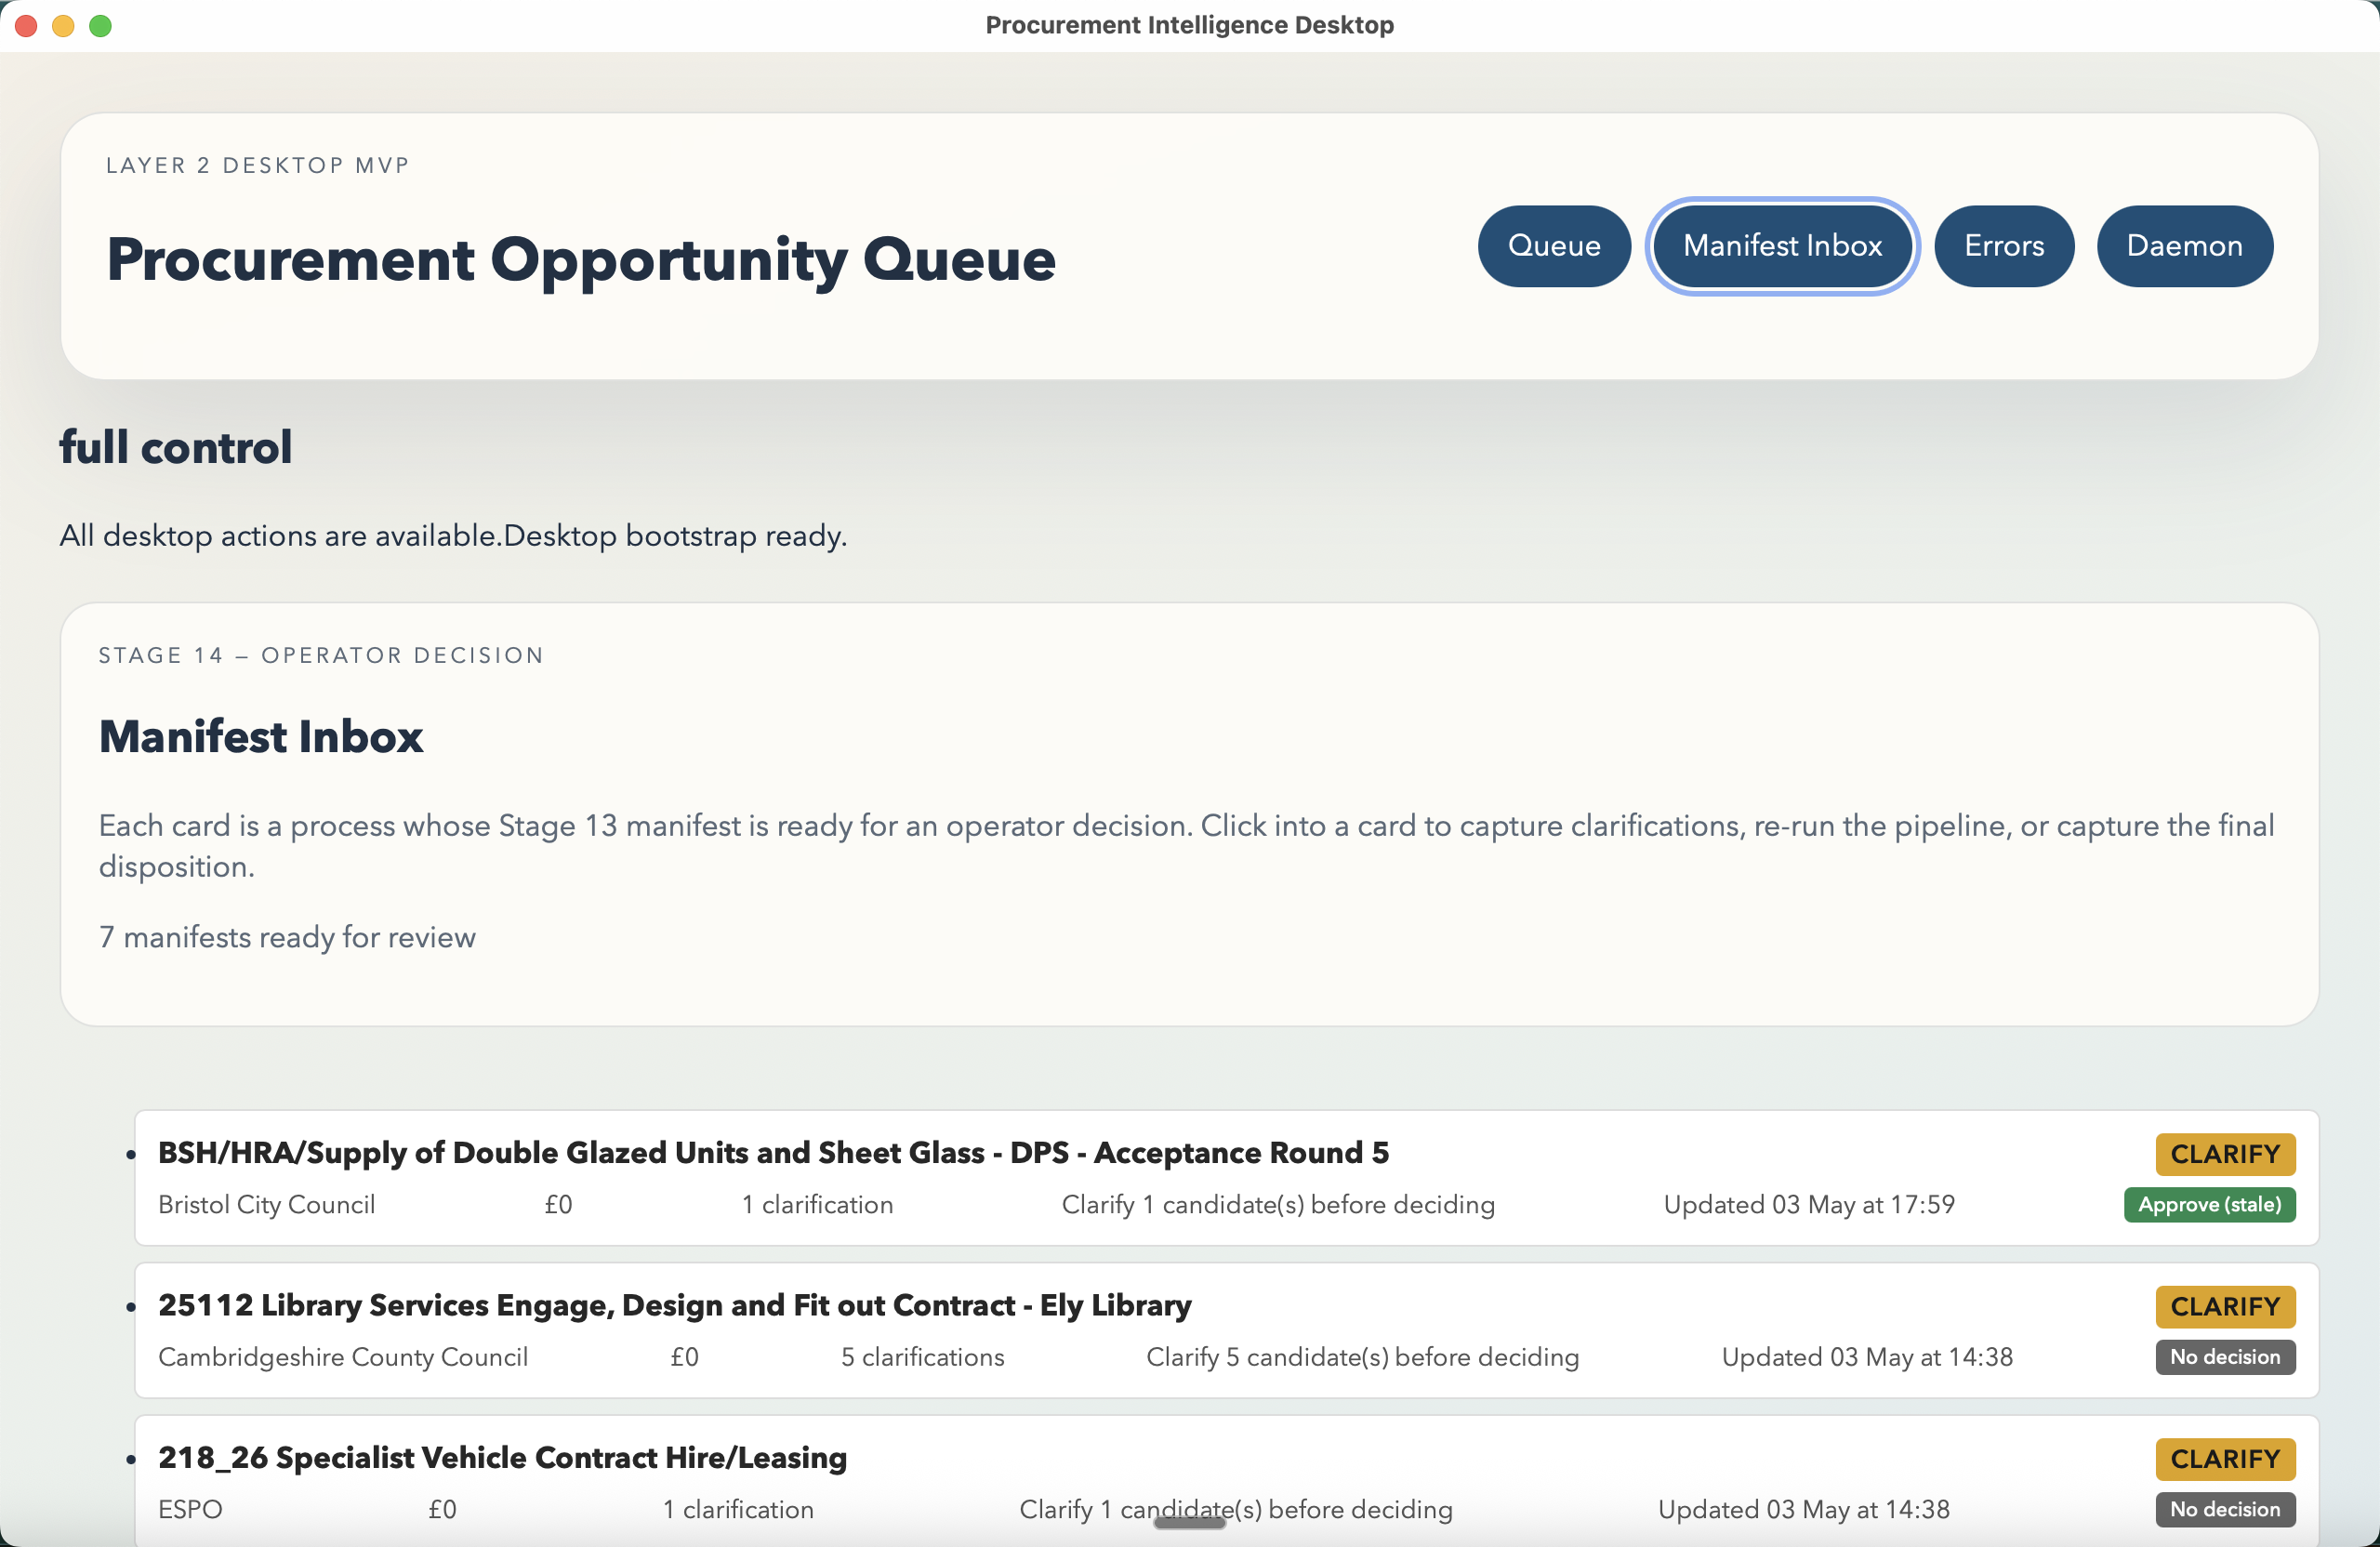 Procurement Intelligence Desktop
LAYER 2 DESKTOP MVP
Procurement Opportunity Queue
Queue
Manifest Inbox
Errors
Daemon
full control
All desktop actions are available.Desktop bootstrap ready.
STAGE 14 – OPERATOR DECISION
Manifest Inbox
Each card is a process whose Stage 13 manifest is ready for an operator decision. Click into a card to capture clarifications, re-run the pipeline, or capture the final
disposition.
7 manifests ready for review
BSH/HRA/Supply of Double Glazed Units and Sheet Glass - DPS - Acceptance Round 5
CLARIFY
Bristol City Council £0 1 clarification Clarify 1 candidate(s) before deciding Updated 03 May at 17:59
Approve (stale)
25112 Library Services Engage, Design and Fit out Contract - Ely Library
CLARIFY
Cambridgeshire County Council £0 5 clarifications Clarify 5 candidate(s) before deciding Updated 03 May at 14:38
No decision
218_26 Specialist Vehicle Contract Hire/Leasing
CLARIFY
ESPO £0 1 clarification Clarify 1 candidate(s) before deciding Updated 03 May at 14:38
No decision